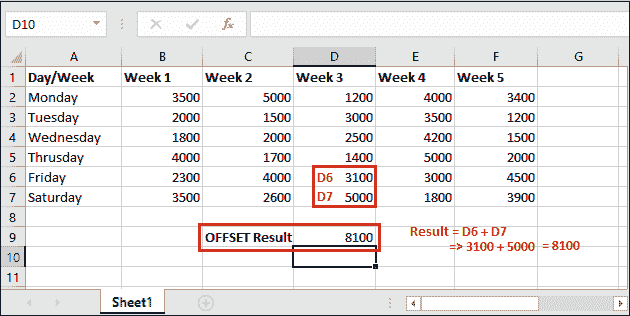 D10 fx
A B C D E F G
1 Day/Week Week 1 Week 2 Week 3 Week 4 Week 5
2 Monday 3500 5000 1200 4000 3400
3 Tuesday 2000 1500 3000 3500 1200
4 Wednesday 1800 2000 2500 4200 1500
5 Thrusday 4000 1700 1400 5000 2000
6 Friday 2300 4000 D6 3100 3000 4500
7 Saturday 3500 2600 D7 5000 1800 3900
8
9 OFFSET Result 8100 Result = D6 + D7
10 => 3100 + 5000 = 8100
11
Sheet1